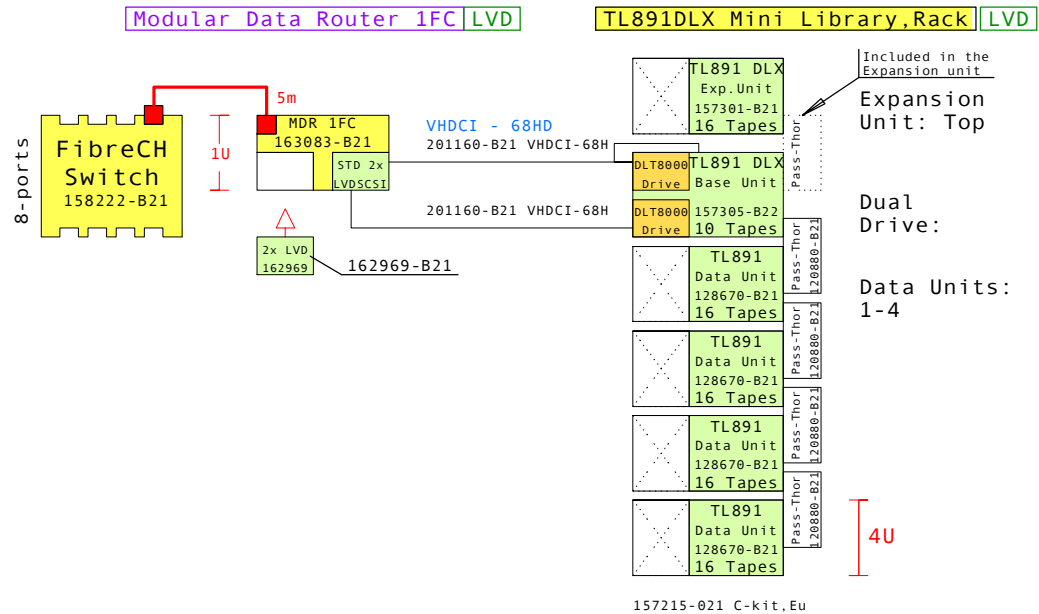 Modular Data Router 1FC LVD
TL891DLX Mini Library,Rack LVD
8-ports
FibreCH
Switch
158222-B21
5m
1U
MDR 1FC
163083-B21
STD 2x
LVDSCSI
2x LVD
162969
162969-B21
VHDCI - 68HD
201160-B21 VHDCI-68H
201160-B21 VHDCI-68H
TL891 DLX
Exp.Unit
157301-B21
16 Tapes
Pass-Thor
Included in the
Expansion unit
Expansion
Unit: Top
DLT8000
Drive
DLT8000
Drive
TL891 DLX
Base Unit
157305-B22
10 Tapes
Dual
Drive:
Pass-Thor
120880-B21
TL891
Data Unit
128670-B21
16 Tapes
Data Units:
1-4
Pass-Thor
120880-B21
TL891
Data Unit
128670-B21
16 Tapes
Pass-Thor
120880-B21
TL891
Data Unit
128670-B21
16 Tapes
Pass-Thor
120880-B21
TL891
Data Unit
128670-B21
16 Tapes
4U
157215-021 C-kit,Eu